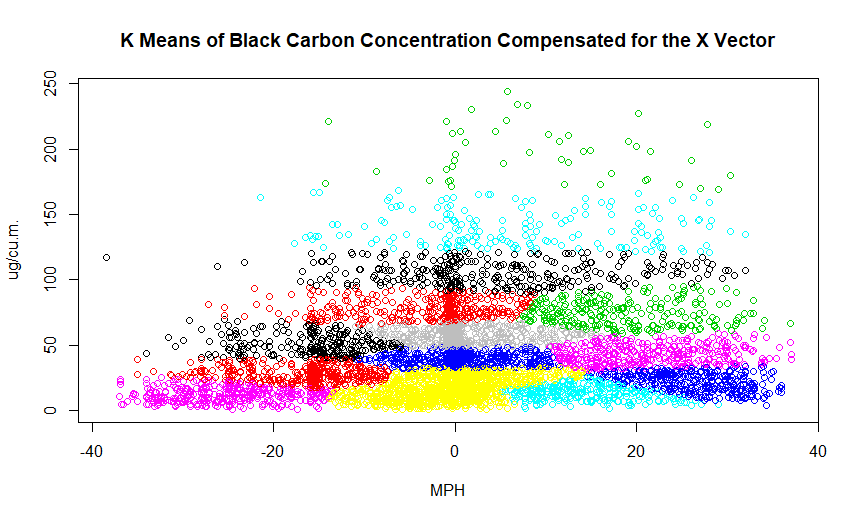 K Means of Black Carbon Concentration Compensated for the X Vector
250
200
150
100
50
0
ug/cu.m.
-40 -20 0 20 40
MPH